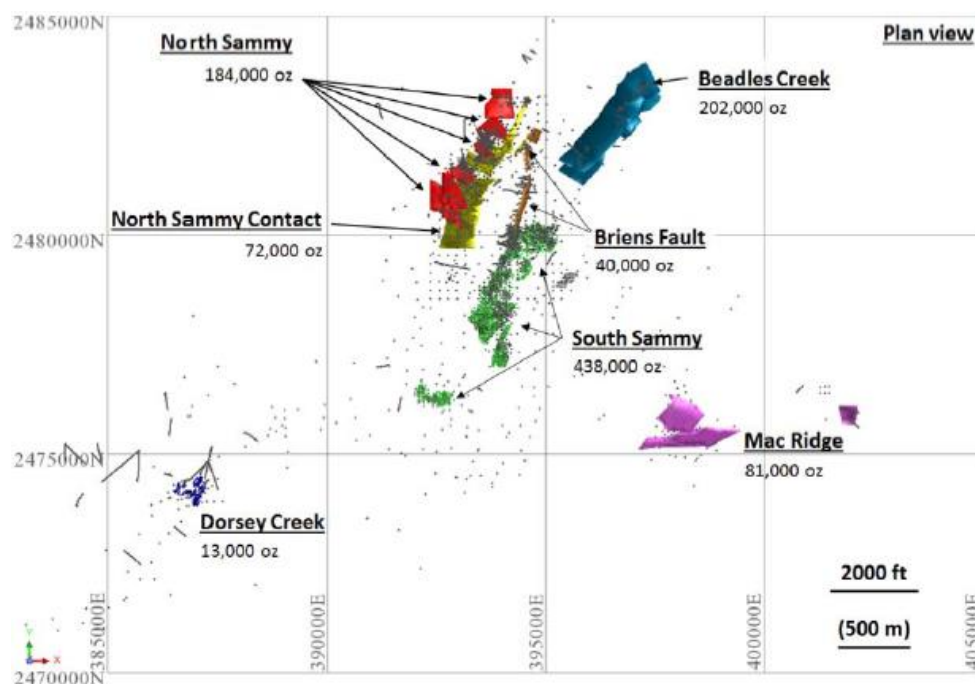 2485000N
North Sammy
184,000 oz
Plan view
Beadles Creek
202,000 oz
North Sammy Contact
72,000 oz
2480000N
Briens Fault
40,000 oz
South Sammy
438,000 oz
2475000N
Mac Ridge
81,000 oz
Dorsey Creek
13,000 oz
2000 ft
(500 m)
385000E
390000E
395000E
400000E
405000E
Y
X
2470000N